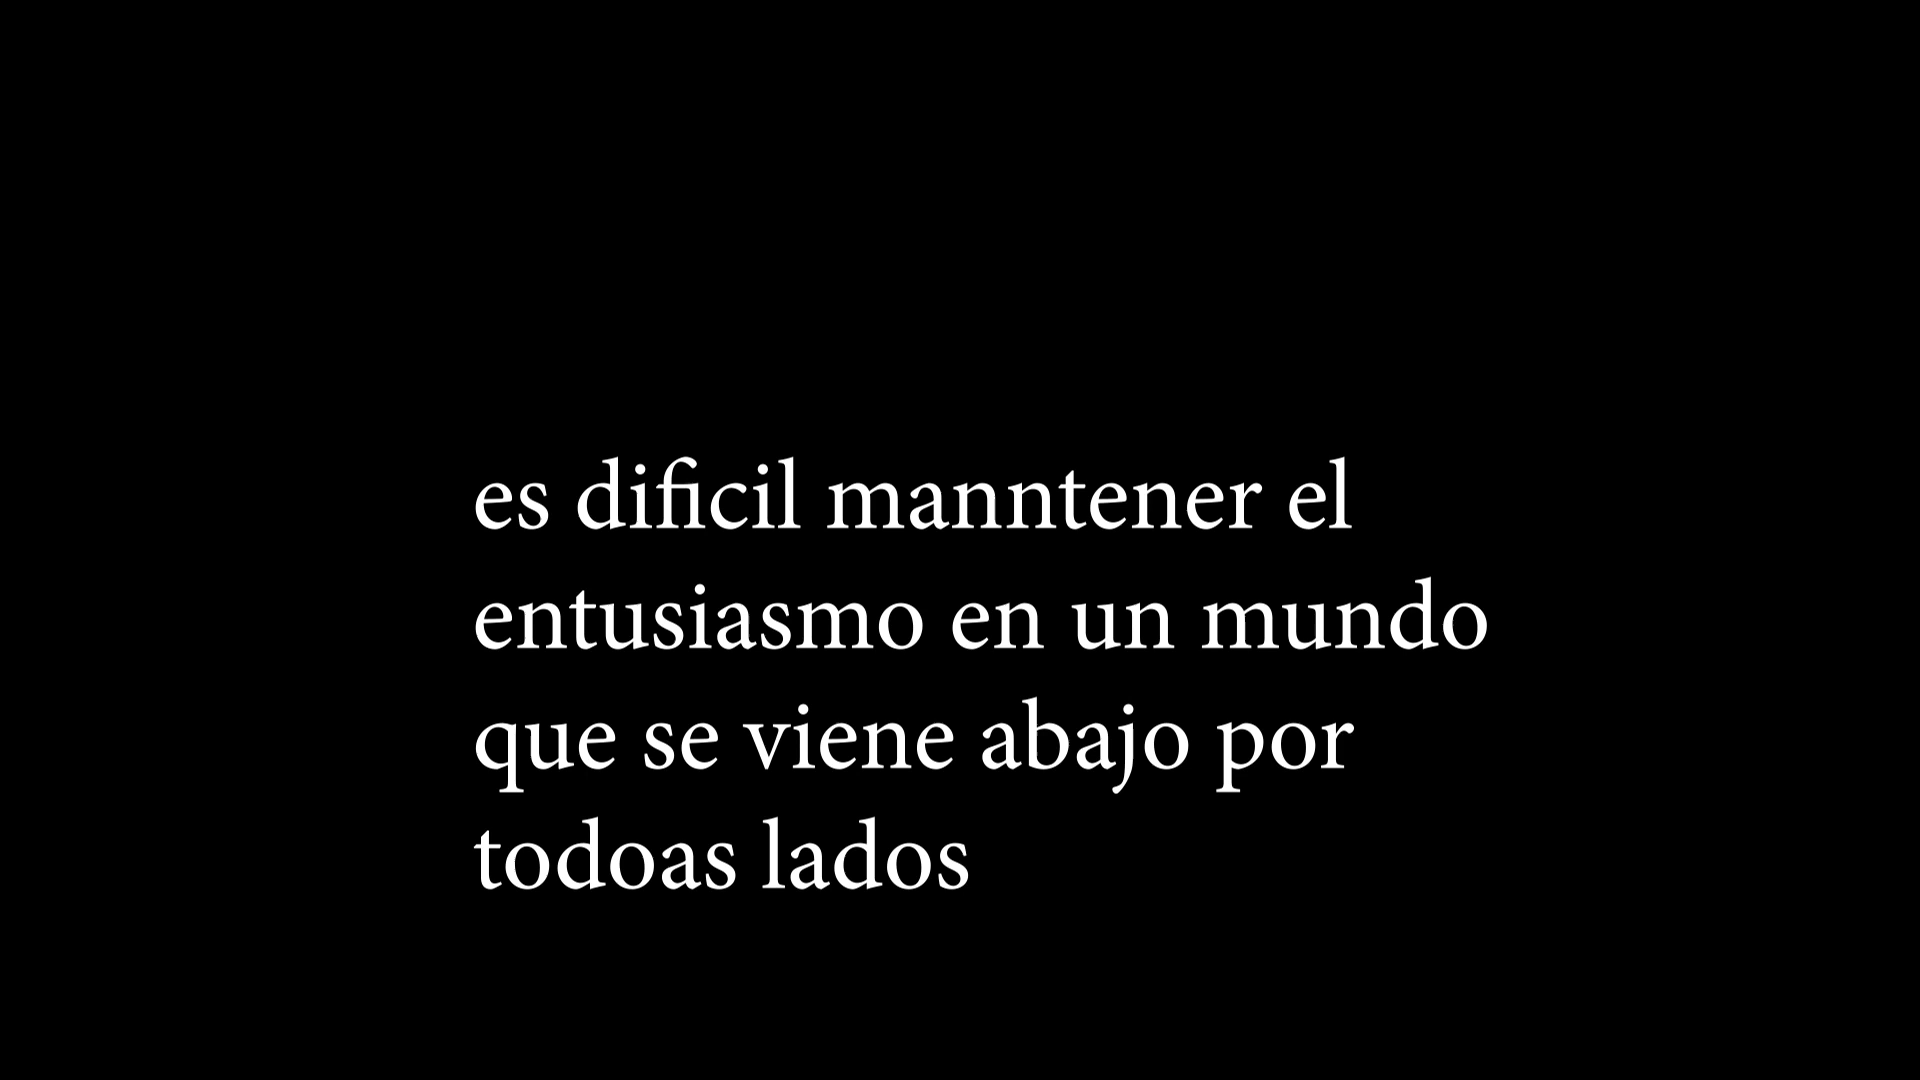 es dificil manntener el
entusiasmo en un mundo
que se viene abajo por
todoas lados